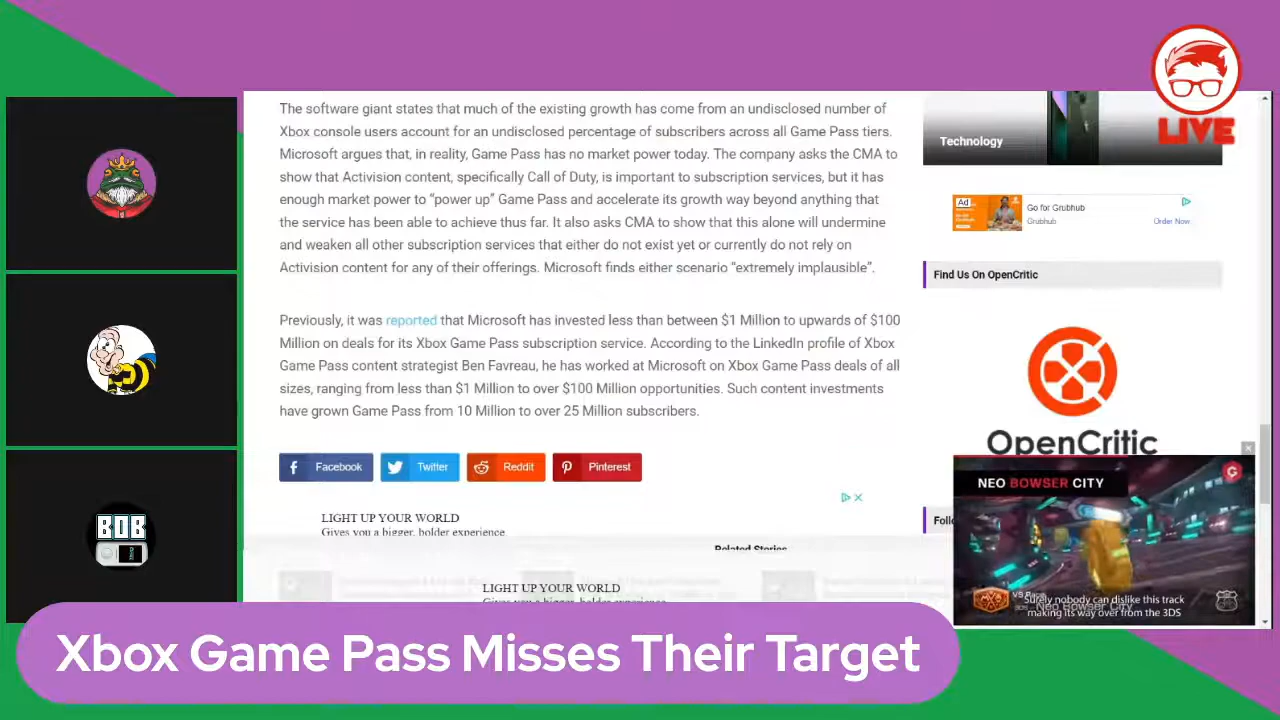 LIVE
The software giant states that much of the existing growth has come from an undisclosed number of
Xbox console users account for an undisclosed percentage of subscribers across all Game Pass tiers.
Microsoft argues that, in reality, Game Pass has no market power today. The company asks the CMA to
show that Activision content, specifically Call of Duty, is important to subscription services, but it has
enough market power to “power up” Game Pass and accelerate its growth way beyond anything that
the service has been able to achieve thus far. It also asks CMA to show that this alone will undermine
and weaken all other subscription services that either do not exist yet or currently do not rely on
Activision content for any of their offerings. Microsoft finds either scenario “extremely implausible”.
Previously, it was reported that Microsoft has invested less than between $1 Million to upwards of $100
Million on deals for its Xbox Game Pass subscription service. According to the LinkedIn profile of Xbox
Game Pass content strategist Ben Favreau, he has worked at Microsoft on Xbox Game Pass deals of all
sizes, ranging from less than $1 Million to over $100 Million opportunities. Such content investments
have grown Game Pass from 10 Million to over 25 Million subscribers.
Facebook
Twitter
Reddit
Pinterest
LIGHT UP YOUR WORLD
Gives you a bigger, bolder experience.
Related Stories
LIGHT UP YOUR WORLD
Gives you a bigger, bolder experience.
Technology
Ad
Go for Grubhub
Grubhub
Order Now
Find Us On OpenCritic
OpenCritic
Follo
NEO BOWSER CITY
Surely nobody can dislike this track
making its way over from the 3DS
Neo Bowser City
BOB
Xbox Game Pass Misses Their Target